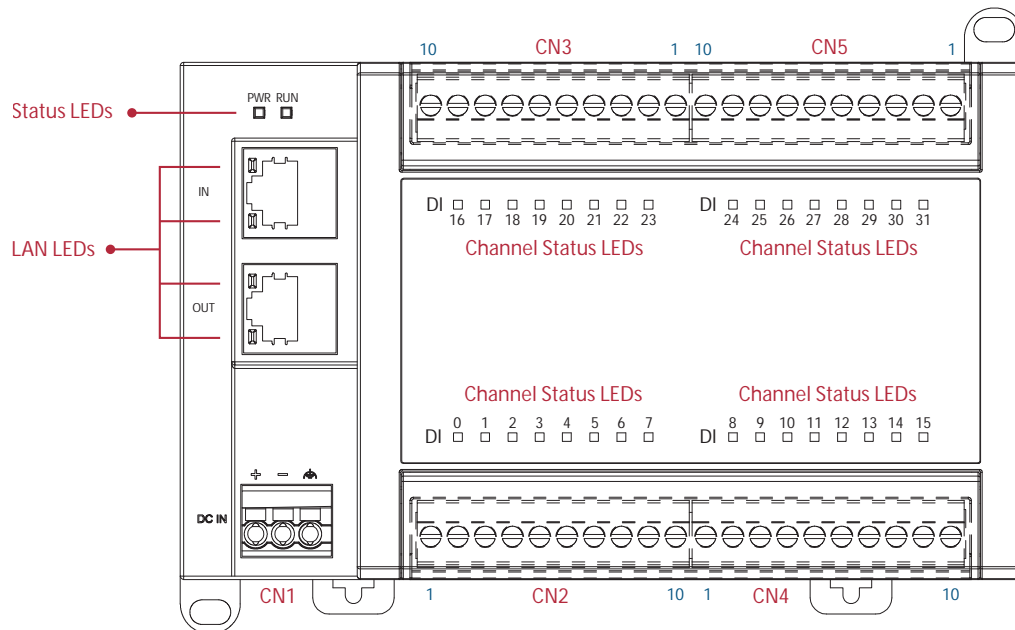 10 CN3 1 10 CN5 1
Status LEDs
PWR RUN
IN
LAN LEDs
OUT
DI
16 17 18 19 20 21 22 23
Channel Status LEDs
DI
24 25 26 27 28 29 30 31
Channel Status LEDs
Channel Status LEDs
0 1 2 3 4 5 6 7
DI
Channel Status LEDs
8 9 10 11 12 13 14 15
DI
+ −
DC IN
CN1
1 CN2 10 1 CN4 10